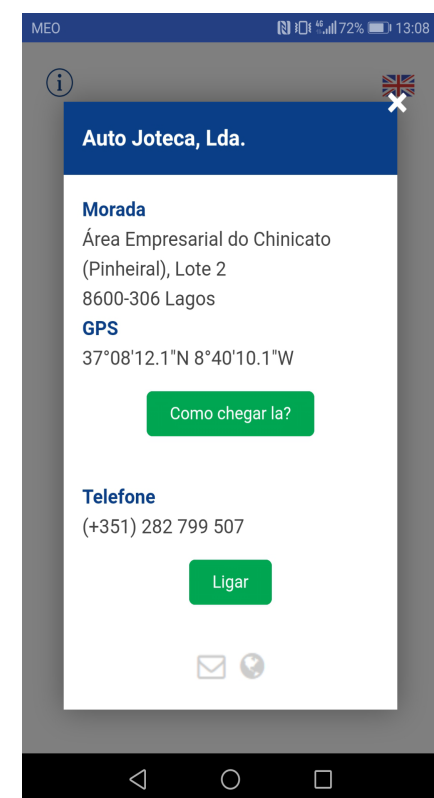 MEO 72% 13:08
Auto Joteca, Lda.
Morada
Área Empresarial do Chinicato
(Pinheiral), Lote 2
8600-306 Lagos
GPS
37°08'12.1"N 8°40'10.1"W
Como chegar la?
Telefone
(+351) 282 799 507
Ligar